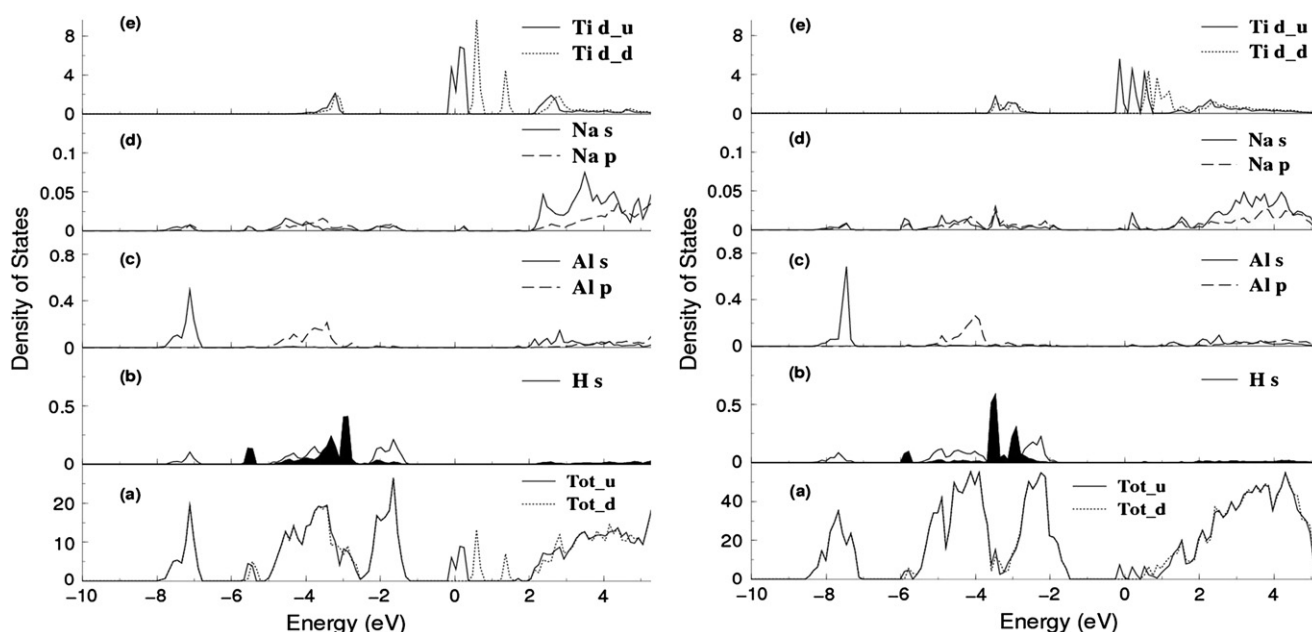 (e)
Ti d_u
Ti d_d
8
4
0
(d)
Na s
Na p
0.1
0.05
0
(c)
Al s
Al p
0.8
0.4
0
(b)
H s
0.5
0
(a)
Tot_u
Tot_d
20
10
0
−10 −8 −6 −4 −2 0 2 4
Energy (eV)
Density of States
(e)
Ti d_u
Ti d_d
8
4
0
(d)
Na s
Na p
0.1
0.05
0
(c)
Al s
Al p
0.8
0.4
0
(b)
H s
0.5
0
(a)
Tot_u
Tot_d
40
20
0
−10 −8 −6 −4 −2 0 2 4
Energy (eV)
Density of States